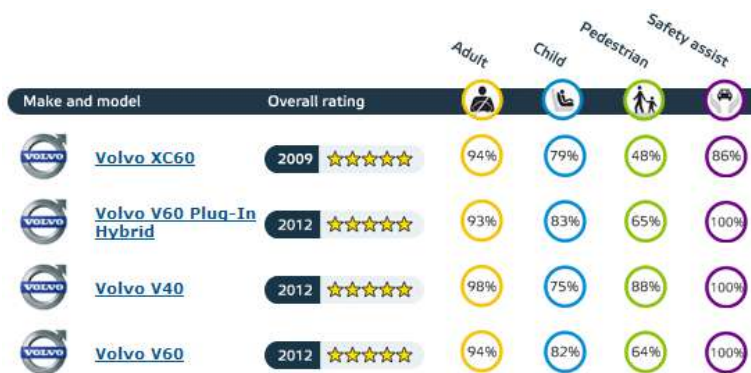 Adult Child Pedestrian Safety assist
Make and model Overall rating
VOLVO Volvo XC60 2009 94% 79% 48% 86%
VOLVO Volvo V60 Plug-In Hybrid 2012 93% 83% 65% 100%
VOLVO Volvo V40 2012 98% 75% 88% 100%
VOLVO Volvo V60 2012 94% 82% 64% 100%